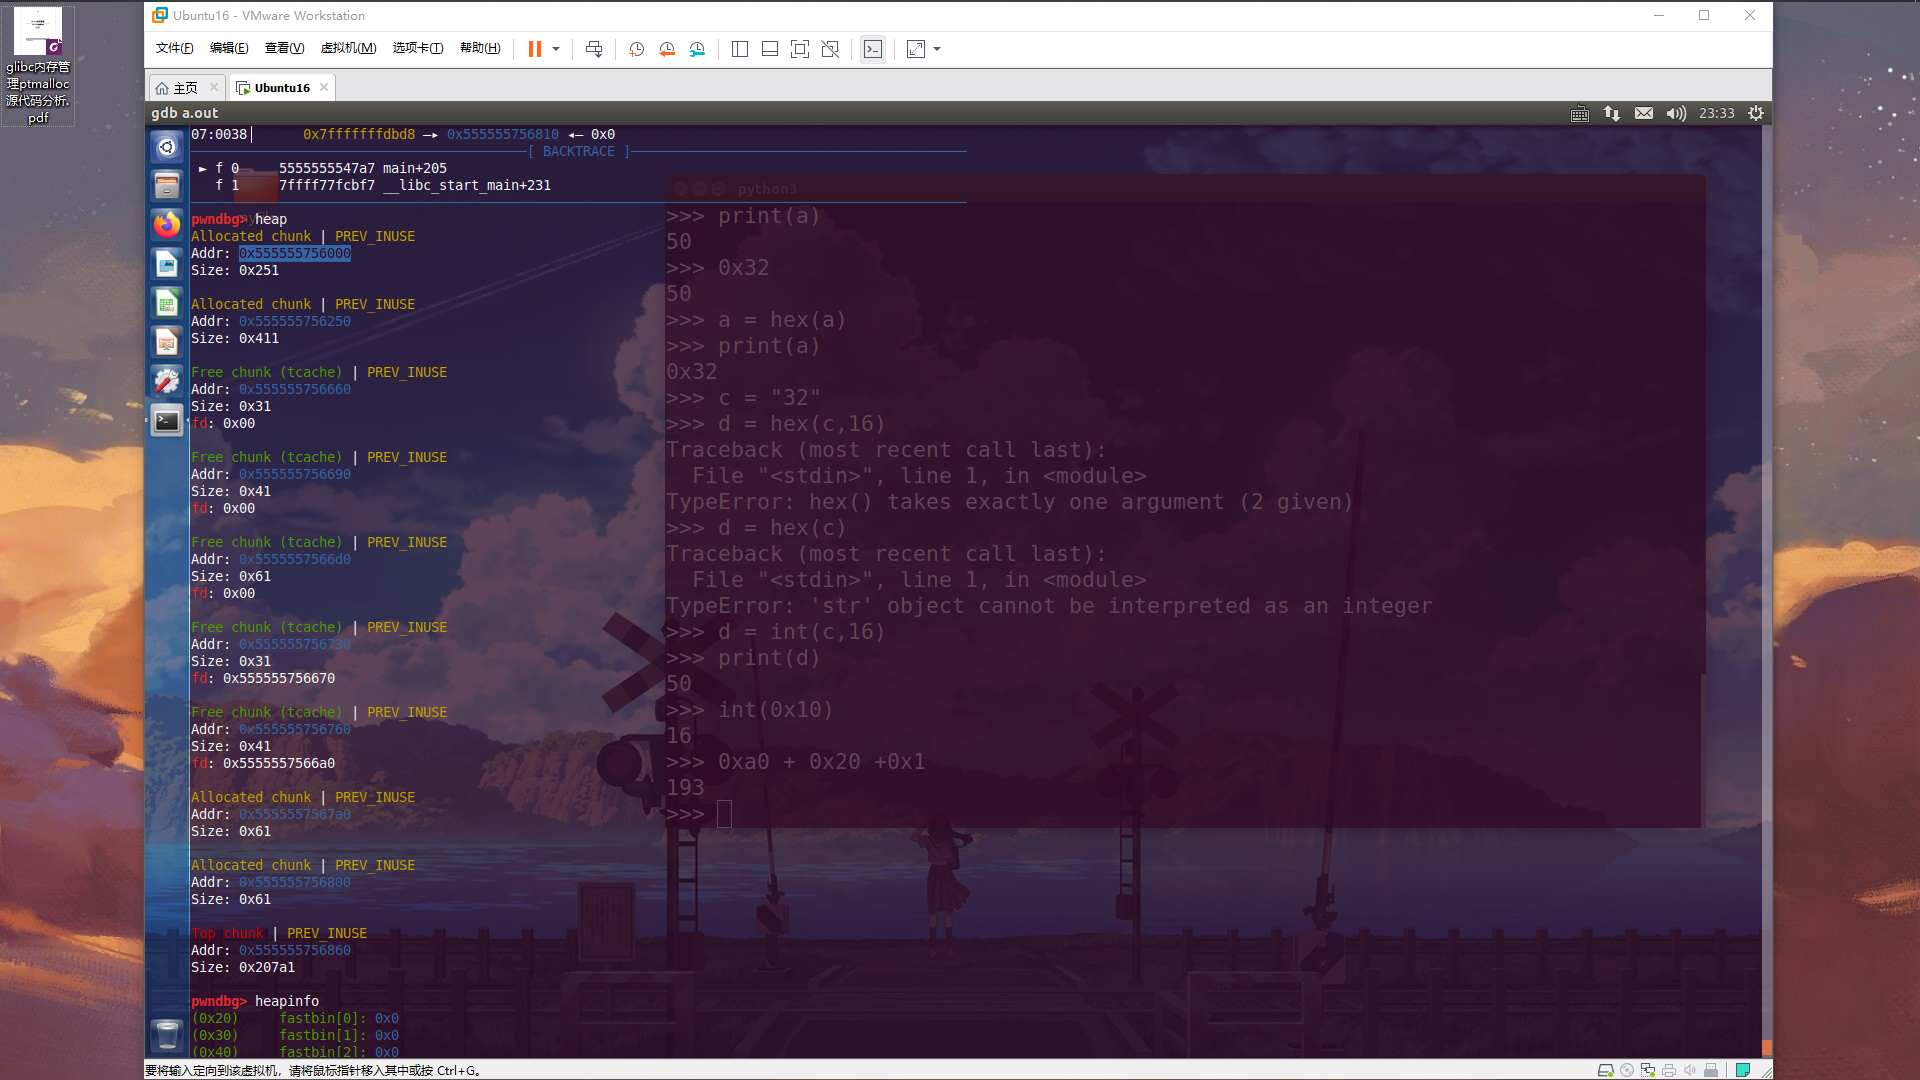 glibc内存管
理ptmalloc
源代码分析.
pdf
Ubuntu16 - VMware Workstation
文件(F) 编辑(E) 查看(V) 虚拟机(M) 选项卡(T) 帮助(H)
主页 Ubuntu16
gdb a.out 23:33
07:0038│ 0x7fffffffdbd8 —▸ 0x555555756810 ◂— 0x0
[ BACKTRACE ]
► f 0 5555555547a7 main+205
f 1 7ffff77fcbf7 __libc_start_main+231
pwndbg> heap
Allocated chunk | PREV_INUSE
Addr: 0x555555756000
Size: 0x251
Allocated chunk | PREV_INUSE
Addr: 0x555555756250
Size: 0x411
Free chunk (tcache) | PREV_INUSE
Addr: 0x555555756660
Size: 0x31
fd: 0x00
Free chunk (tcache) | PREV_INUSE
Addr: 0x555555756690
Size: 0x41
fd: 0x00
Free chunk (tcache) | PREV_INUSE
Addr: 0x5555557566d0
Size: 0x61
fd: 0x00
Free chunk (tcache) | PREV_INUSE
Addr: 0x555555756730
Size: 0x31
fd: 0x555555756670
Free chunk (tcache) | PREV_INUSE
Addr: 0x555555756760
Size: 0x41
fd: 0x5555557566a0
Allocated chunk | PREV_INUSE
Addr: 0x5555557567a0
Size: 0x61
Allocated chunk | PREV_INUSE
Addr: 0x555555756800
Size: 0x61
Top chunk | PREV_INUSE
Addr: 0x555555756860
Size: 0x207a1
pwndbg> heapinfo
(0x20) fastbin[0]: 0x0
(0x30) fastbin[1]: 0x0
(0x40) fastbin[2]: 0x0
python3
>>> print(a)
50
>>> 0x32
50
>>> a = hex(a)
>>> print(a)
0x32
>>> c = "32"
>>> d = hex(c,16)
Traceback (most recent call last):
File "<stdin>", line 1, in <module>
TypeError: hex() takes exactly one argument (2 given)
>>> d = hex(c)
Traceback (most recent call last):
File "<stdin>", line 1, in <module>
TypeError: 'str' object cannot be interpreted as an integer
>>> d = int(c,16)
>>> print(d)
50
>>> int(0x10)
16
>>> 0xa0 + 0x20 +0x1
193
>>>
要将输入定向到该虚拟机，请将鼠标指针移入其中或按 Ctrl+G。